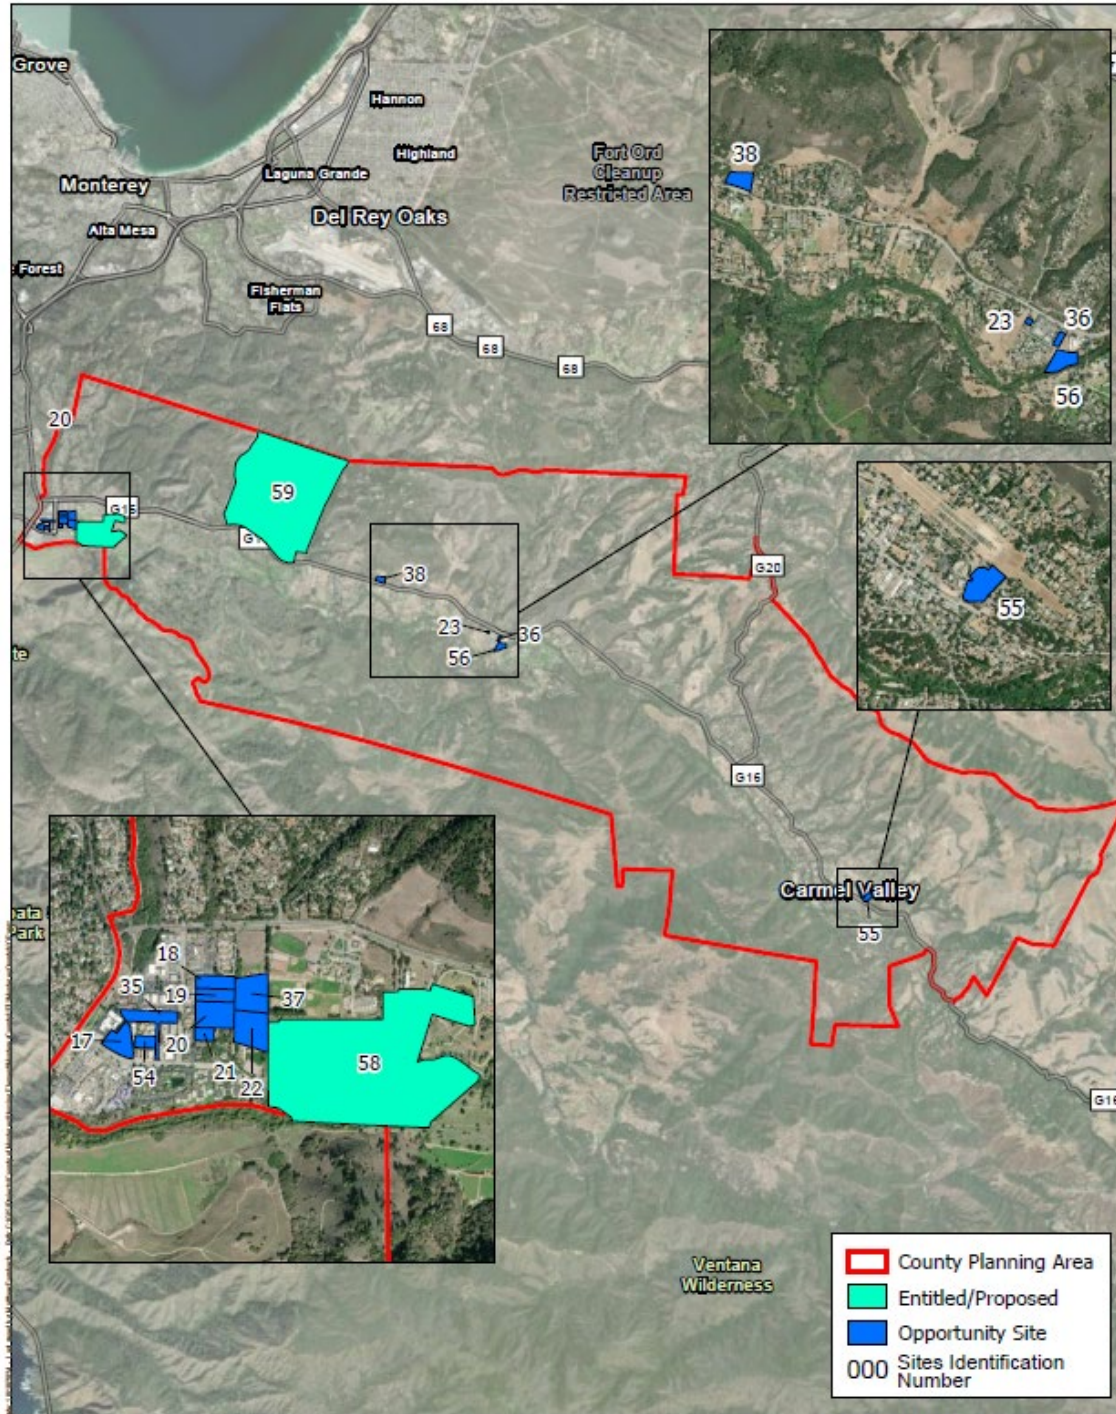 Grove
Hannon
Highland
Laguna Grande
Fort Ord
Cleanup
Restricted Area
Monterey
Del Rey Oaks
Alta Mesa
Forest
Fisherman
Flats
68
68
68
38
23
36
56
20
59
G16
38
23
36
56
G20
55
G16
Carmel Valley
55
18
35
19
37
17
20
54
21
22
58
Park
Ventana
Wilderness
County Planning Area
Entitled/Proposed
Opportunity Site
000 Sites Identification
Number